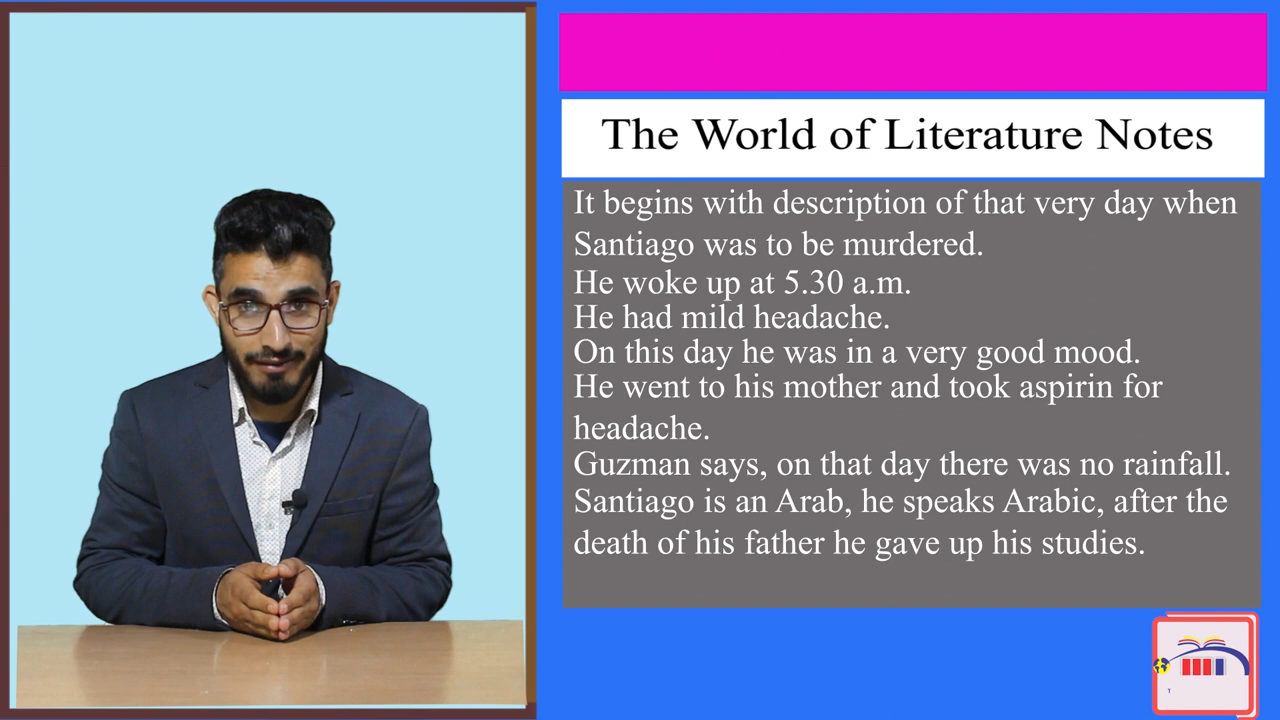 The World of Literature Notes
It begins with description of that very day when
Santiago was to be murdered.
He woke up at 5.30 a.m.
He had mild headache.
On this day he was in a very good mood.
He went to his mother and took aspirin for
headache.
Guzman says, on that day there was no rainfall.
Santiago is an Arab, he speaks Arabic, after the
death of his father he gave up his studies.
T